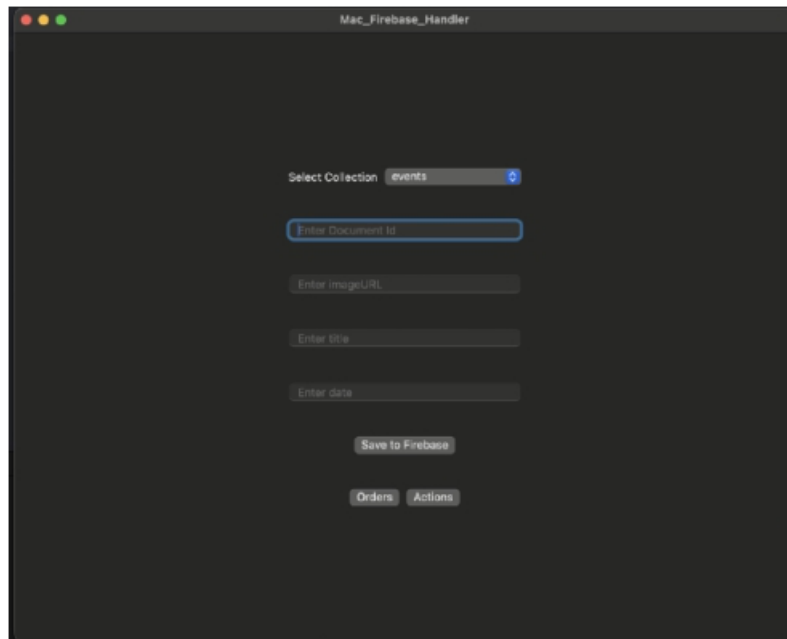 Mac_Firebase_Handler
Select Collection events
Enter Document Id
Enter imageURL
Enter title
Enter date
Save to Firebase
Orders Actions